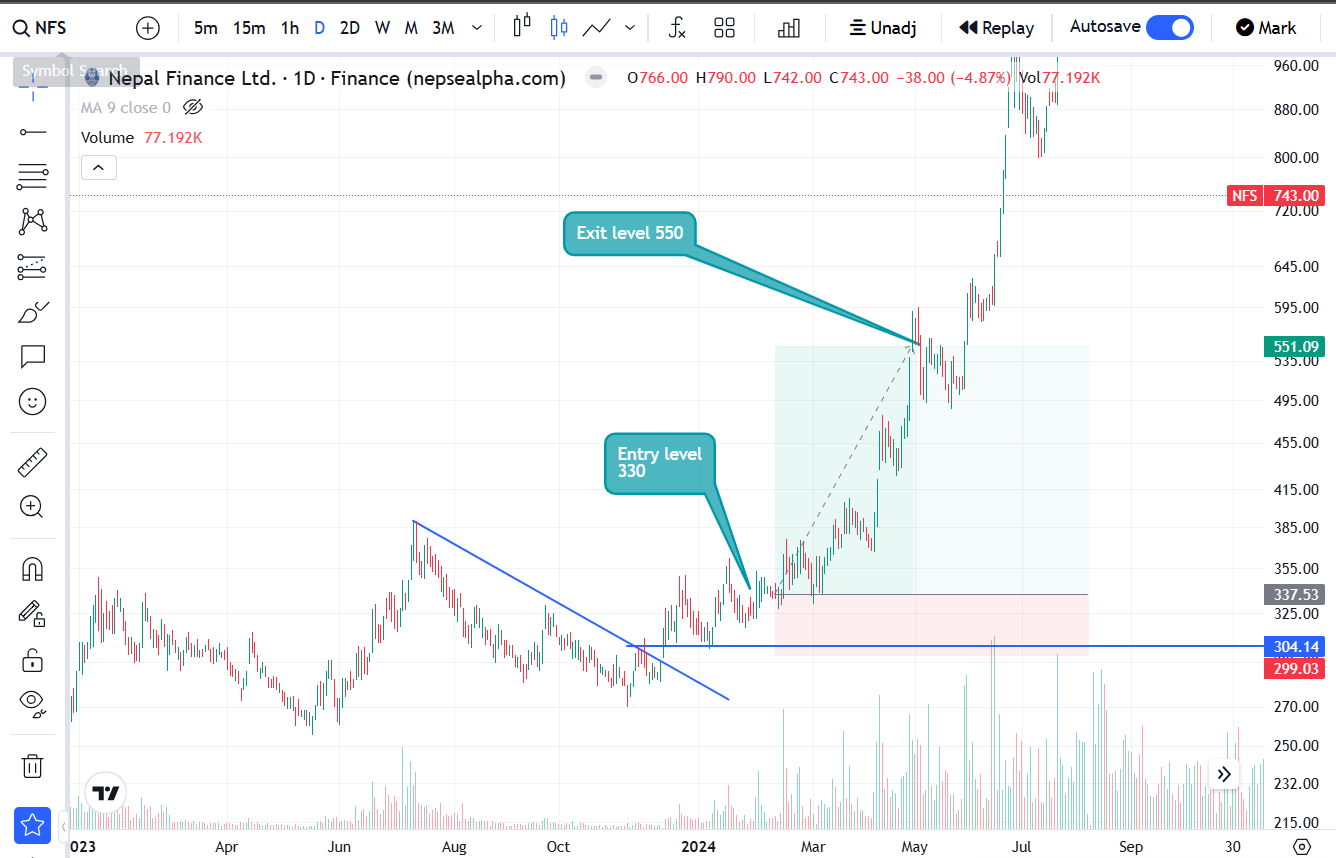 NFS
5m 15m 1h D 2D W M 3M
Unadj
Replay
Autosave
Mark
Symbol Search
Nepal Finance Ltd. · 1D · Finance (nepsealpha.com)
O766.00 H790.00 L742.00 C743.00 −38.00 (−4.87%) Vol77.192K
MA 9 close 0
Volume 77.192K
960.00
880.00
800.00
NFS 743.00
720.00
Exit level 550
645.00
595.00
551.09
535.00
495.00
Entry level
330
455.00
415.00
385.00
355.00
337.53
325.00
304.14
299.03
270.00
250.00
232.00
215.00
023 Apr Jun Aug Oct 2024 Mar May Jul Sep 30